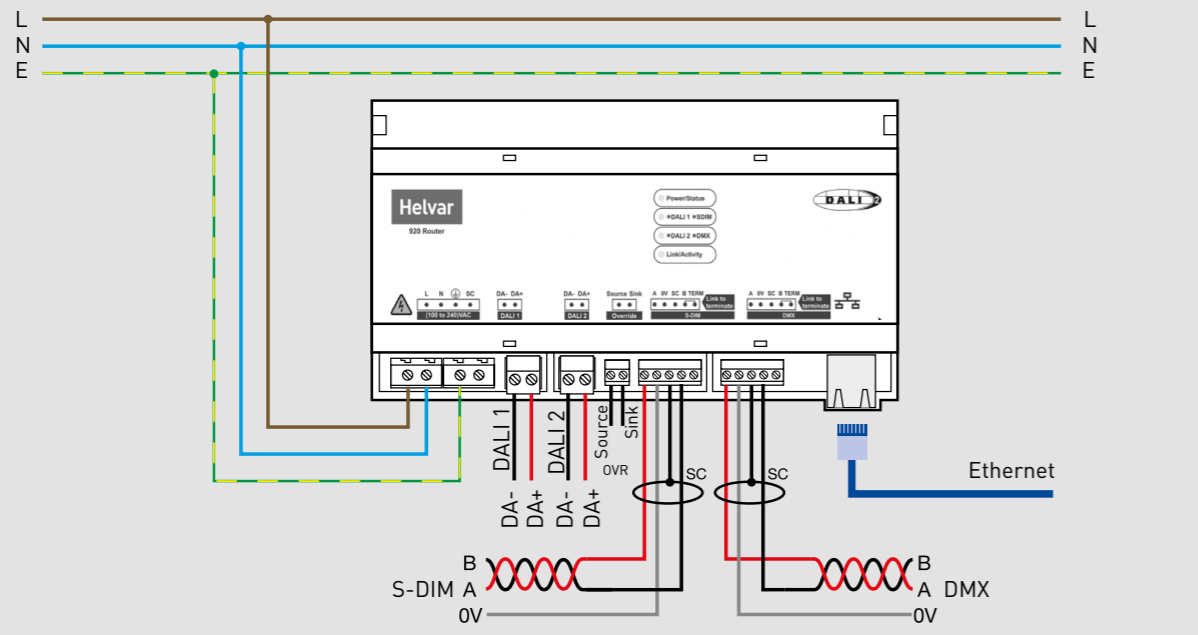 L L
N N
E E
Helvar
920 Router
Power/Status
DALI 1 SDIM
DALI 2 DMX
Link/Activity
DALI 2
L N SC
(100 to 240)VAC
DA- DA+
DALI 1
DA- DA+
DALI 2
Source Sink
Override
A 0V SC B TERM
Link to
terminate
S-DIM
A 0V SC B TERM
Link to
terminate
DMX
DALI 1
DA-
DA+
DALI 2
DA-
DA+
Source
Sink
OVR
SC
SC
Ethernet
B
S-DIM A
0V
B
A DMX
0V